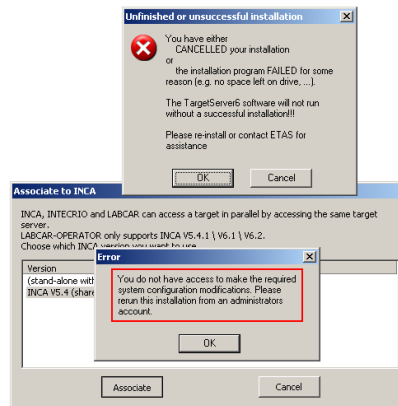 Unfinished or unsuccessful installation
You have either
CANCELLED your installation
or
the installation program FAILED for some
reason (e.g. no space left on drive, ...).
The TargetServer6 software will not run
without a successful installation!!!
Please re-install or contact ETAS for
assistance
OK Cancel
Associate to INCA
INCA, INTECRIO and LABCAR can access a target in parallel by accessing the same target
server.
LABCAR-OPERATOR only supports INCA V5.4.1 \ V6.1 \ V6.2.
Choose which INCA version you want to use.
Error
You do not have access to make the required
system configuration modifications. Please
rerun this installation from an administrators
account.
OK
Version
(stand-alone with
INCA V5.4 (share
Associate Cancel